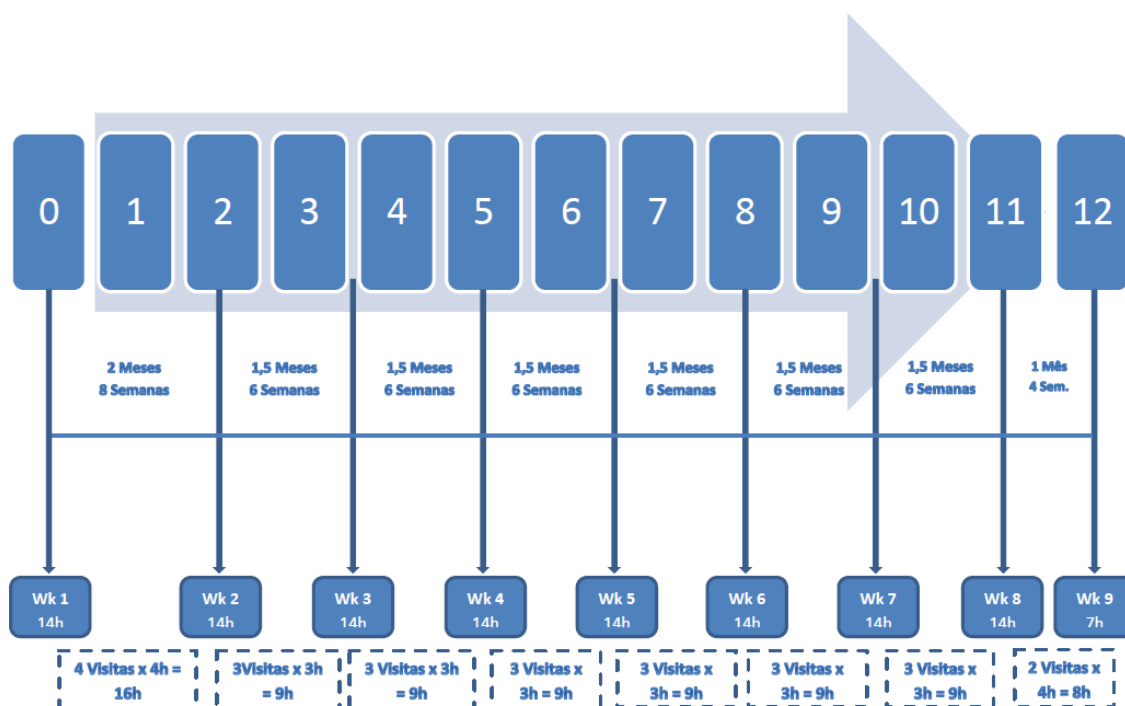 0
1
2
3
4
5
6
7
8
9
10
11
12
2 Meses
8 Semanas
1,5 Meses
6 Semanas
1,5 Meses
6 Semanas
1,5 Meses
6 Semanas
1,5 Meses
6 Semanas
1,5 Meses
6 Semanas
1,5 Meses
6 Semanas
1 Mês
4 Sem.
Wk 1
14h
Wk 2
14h
Wk 3
14h
Wk 4
14h
Wk 5
14h
Wk 6
14h
Wk 7
14h
Wk 8
14h
Wk 9
7h
4 Visitas x 4h =
16h
3Visitas x 3h
= 9h
3 Visitas x 3h
= 9h
3 Visitas x
3h = 9h
3 Visitas x
3h = 9h
3 Visitas x
3h = 9h
3 Visitas x
3h = 9h
2 Visitas x
4h = 8h